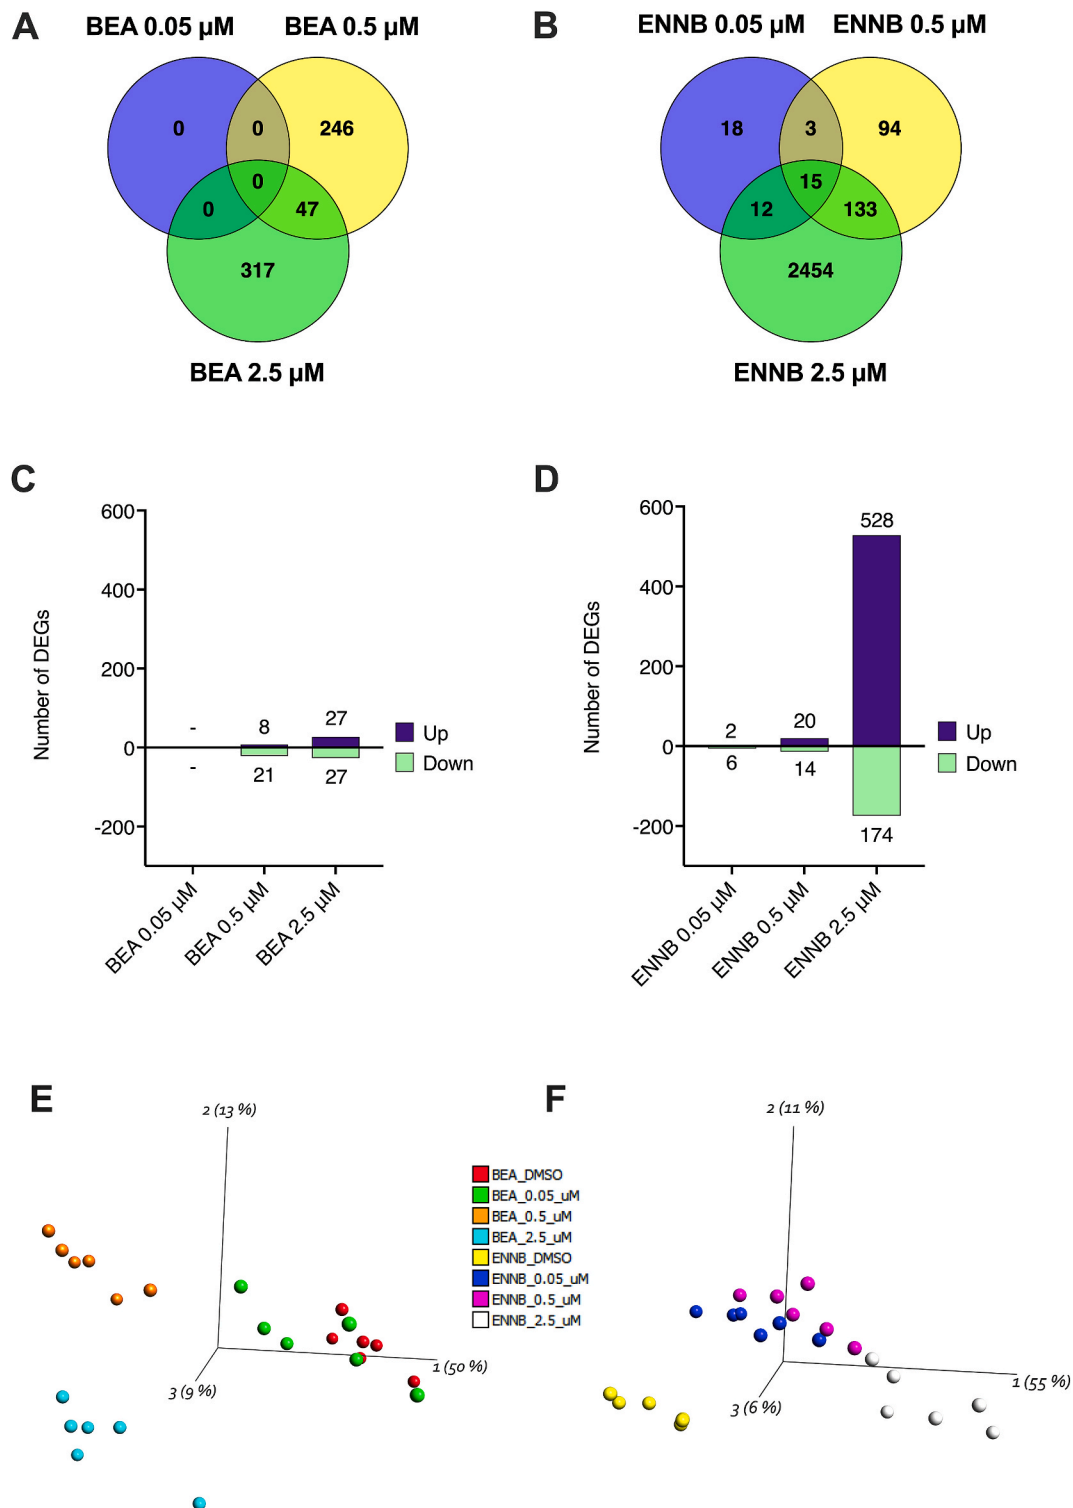 A
BEA 0.05 µM
BEA 0.5 µM
B
ENNB 0.05 µM
ENNB 0.5 µM
0
0
246
0
0
47
317
BEA 2.5 µM
18
3
94
15
12
133
2454
ENNB 2.5 µM
C
Number of DEGs
600
400
200
0
-200
-
-
8
21
27
27
Up
Down
BEA 0.05 µM
BEA 0.5 µM
BEA 2.5 µM
D
Number of DEGs
600
400
200
0
-200
2
6
20
14
528
174
Up
Down
ENNB 0.05 µM
ENNB 0.5 µM
ENNB 2.5 µM
E
2 (13 %)
1 (50 %)
3 (9 %)
BEA_DMSO
BEA_0.05_uM
BEA_0.5_uM
BEA_2.5_uM
ENNB_DMSO
ENNB_0.05_uM
ENNB_0.5_uM
ENNB_2.5_uM
F
2 (11 %)
1 (55 %)
3 (6 %)